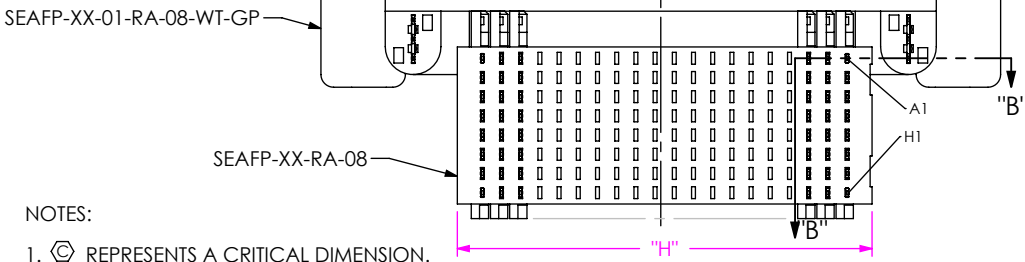 SEAFP-XX-01-RA-08-WT-GP
"B"
A1
H1
SEAFP-XX-RA-08
"B"
"H"
NOTES:
1. Ⓒ REPRESENTS A CRITICAL DIMENSION.